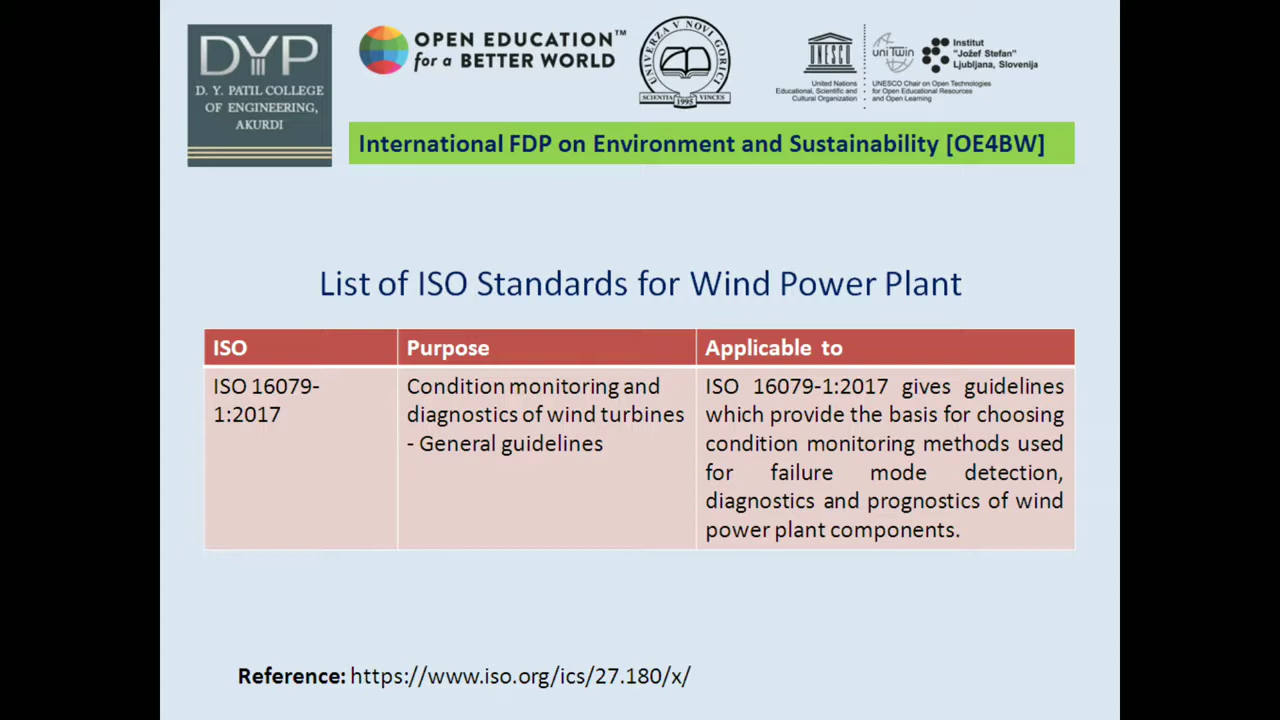 DYP
D. Y. PATIL COLLEGE
OF ENGINEERING,
AKURDI
OPEN EDUCATION™
for a BETTER WORLD
UNIVERZA V NOVI GORICI
SCIENTIA VINCES
1995
UNESCO
United Nations
Educational, Scientific and
Cultural Organization
uniTwin
Institut
"Jožef Stefan"
Ljubljana, Slovenija
UNESCO Chair on Open Technologies
for Open Educational Resources
and Open Learning
International FDP on Environment and Sustainability [OE4BW]
List of ISO Standards for Wind Power Plant
ISO
Purpose
Applicable to
ISO 16079-
1:2017
Condition monitoring and
diagnostics of wind turbines
- General guidelines
ISO 16079-1:2017 gives guidelines
which provide the basis for choosing
condition monitoring methods used
for failure mode detection,
diagnostics and prognostics of wind
power plant components.
Reference: https://www.iso.org/ics/27.180/x/